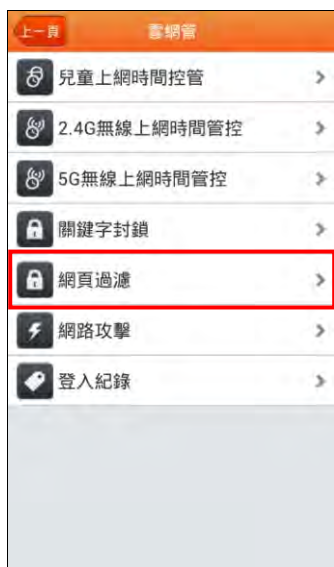 上一頁
雲網管
兒童上網時間控管
2.4G無線上網時間管控
5G無線上網時間管控
關鍵字封鎖
網頁過濾
網路攻擊
登入紀錄